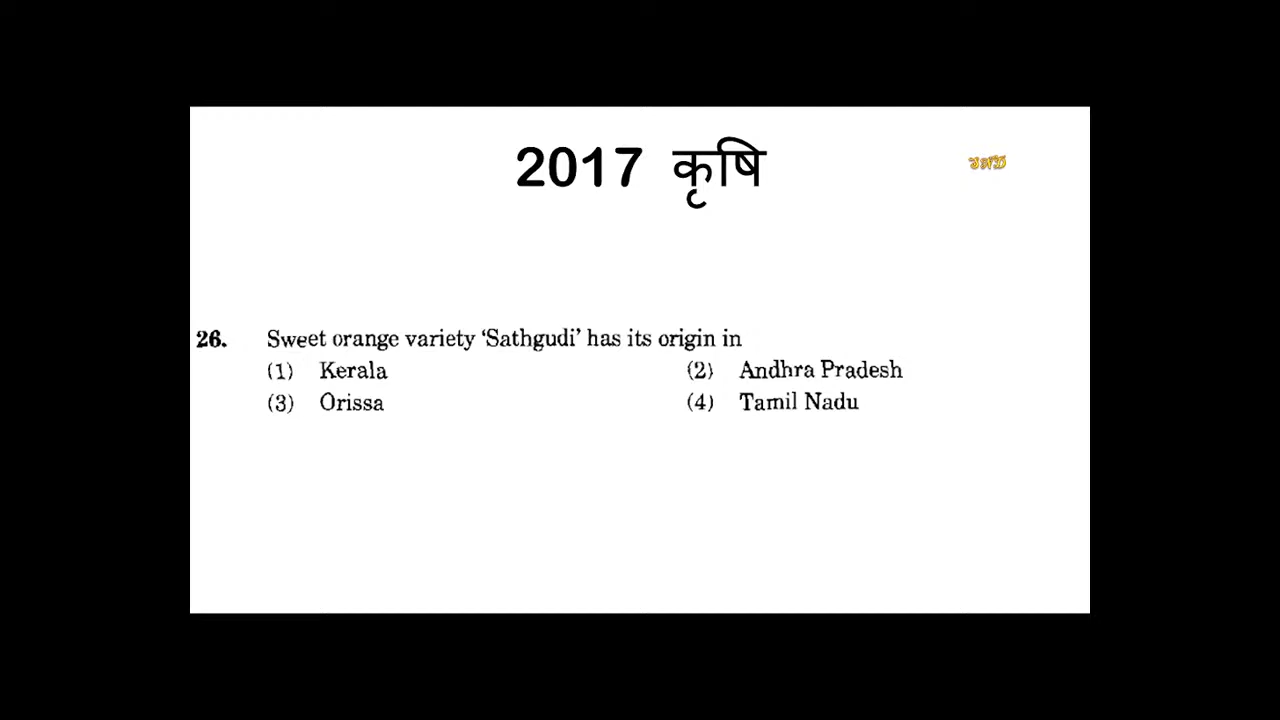 2017 कृषि
26. Sweet orange variety ‘Sathgudi’ has its origin in
(1) Kerala (2) Andhra Pradesh
(3) Orissa (4) Tamil Nadu